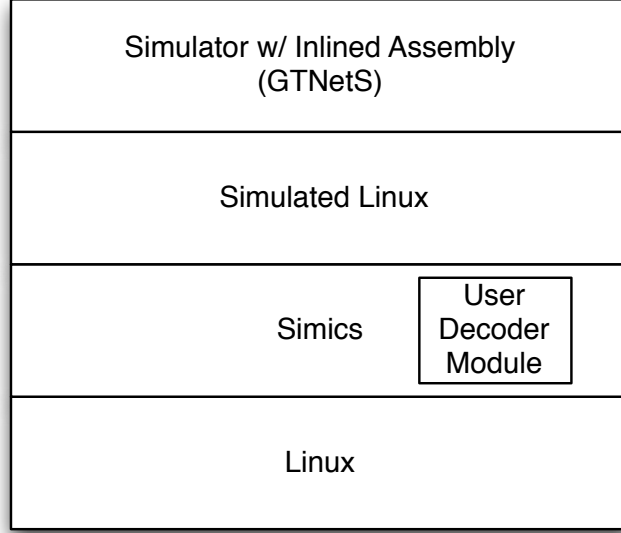 Simulator w/ Inlined Assembly
(GTNetS)
Simulated Linux
Simics
User
Decoder
Module
Linux